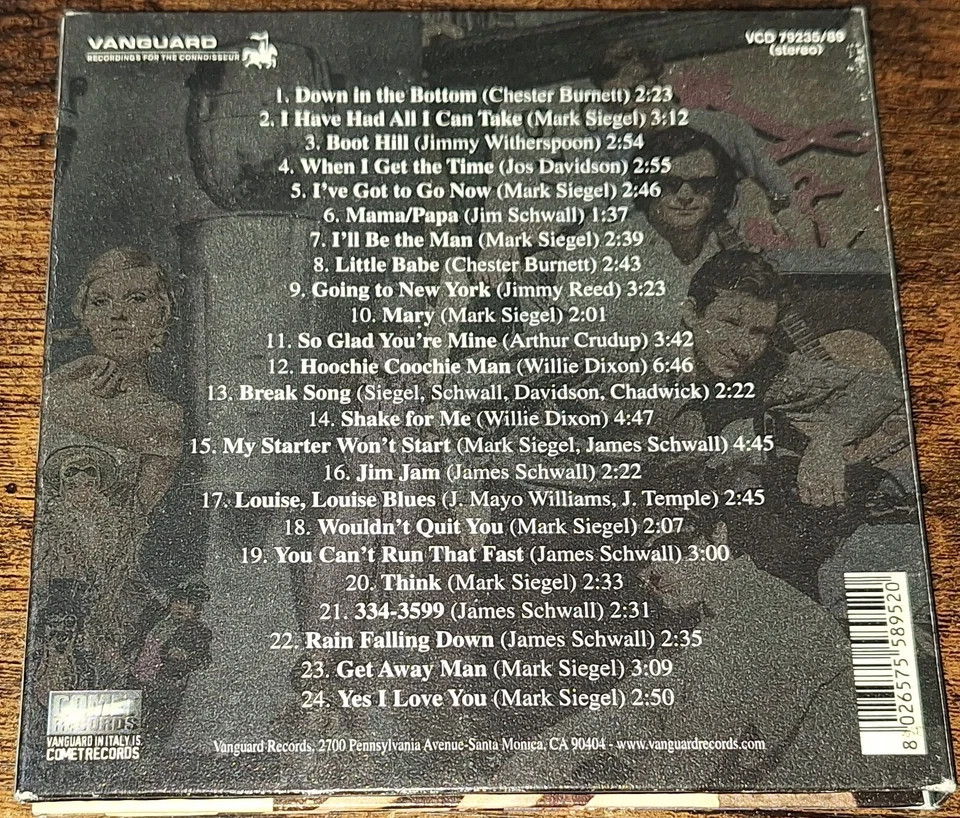 VANGUARD
RECORDINGS FOR THE CONNOISSEUR
VCD 79235/89
(stereo)
1. Down in the Bottom (Chester Burnett) 2:23
2. I Have Had All I Can Take (Mark Siegel) 3:12
3. Boot Hill (Jimmy Witherspoon) 2:54
4. When I Get the Time (Jos Davidson) 2:55
5. I've Got to Go Now (Mark Siegel) 2:46
6. Mama/Papa (Jim Schwall) 1:37
7. I'll Be the Man (Mark Siegel) 2:39
8. Little Babe (Chester Burnett) 2:43
9. Going to New York (Jimmy Reed) 3:23
10. Mary (Mark Siegel) 2:01
11. So Glad You're Mine (Arthur Crudup) 3:42
12. Hoochie Coochie Man (Willie Dixon) 6:46
13. Break Song (Siegel, Schwall, Davidson, Chadwick) 2:22
14. Shake for Me (Willie Dixon) 4:47
15. My Starter Won't Start (Mark Siegel, James Schwall) 4:45
16. Jim Jam (James Schwall) 2:22
17. Louise, Louise Blues (J. Mayo Williams, J. Temple) 2:45
18. Wouldn't Quit You (Mark Siegel) 2:07
19. You Can't Run That Fast (James Schwall) 3:00
20. Think (Mark Siegel) 2:33
21. 334-3599 (James Schwall) 2:31
22. Rain Falling Down (James Schwall) 2:35
23. Get Away Man (Mark Siegel) 3:09
24. Yes I Love You (Mark Siegel) 2:50
COMET
RECORDS
VANGUARD IN ITALY IS
COMET RECORDS
Vanguard Records, 2700 Pennsylvania Avenue-Santa Monica, CA 90404 - www.vanguardrecords.com
8 026575 589520